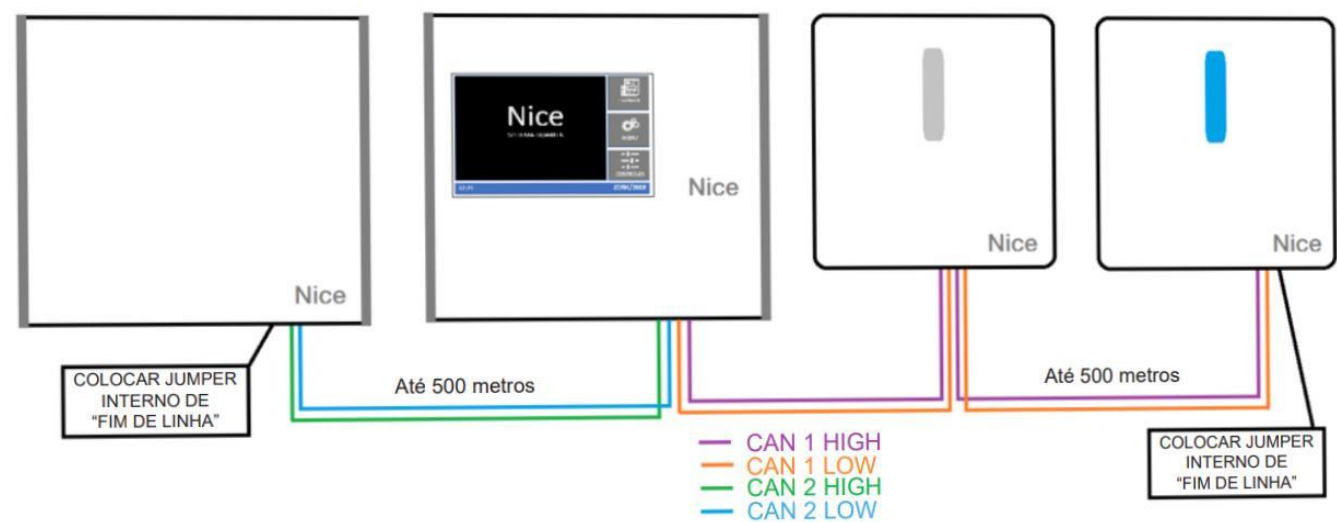 Nice
Nice
Nice
Nice
Nice
COLOCAR JUMPER
INTERNO DE
"FIM DE LINHA"
Até 500 metros
Até 500 metros
COLOCAR JUMPER
INTERNO DE
"FIM DE LINHA"
CAN 1 HIGH
CAN 1 LOW
CAN 2 HIGH
CAN 2 LOW